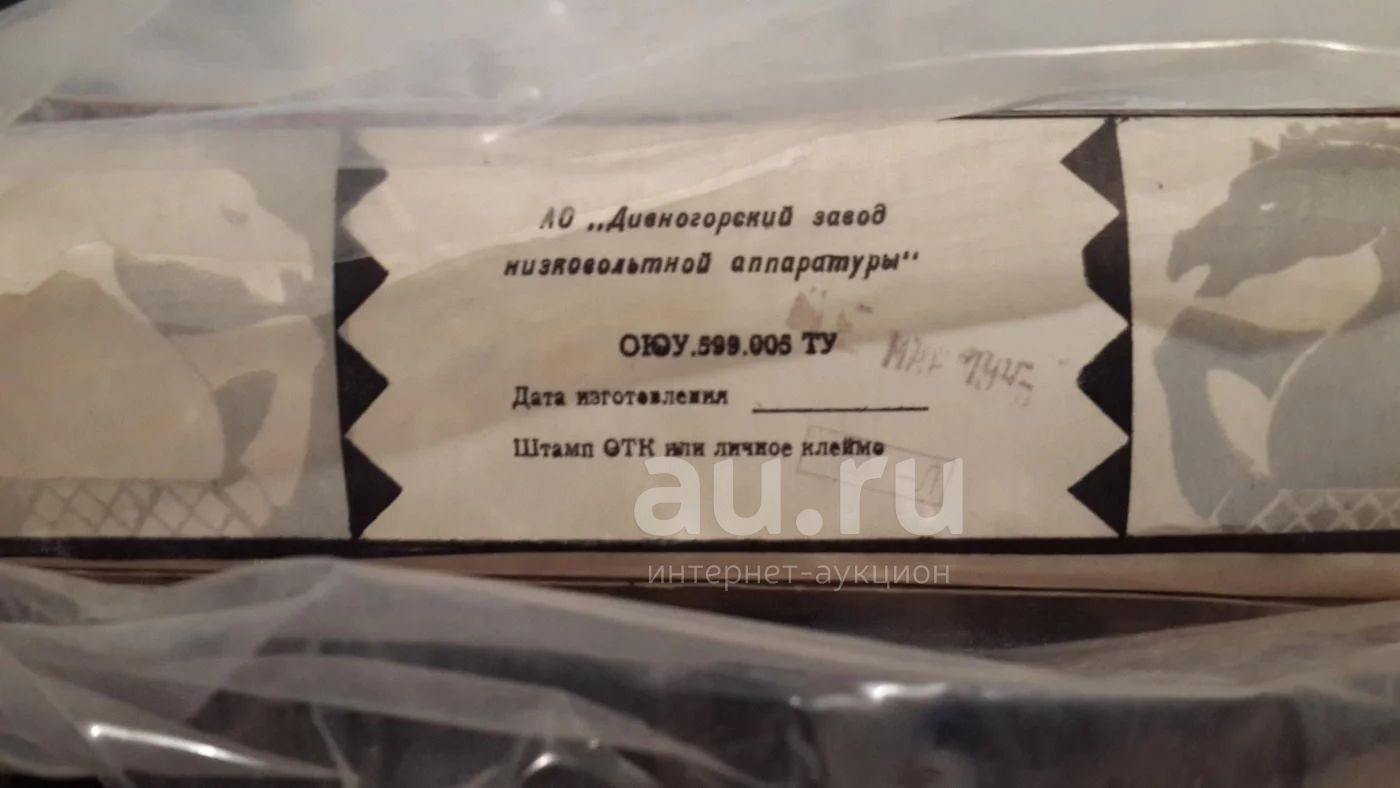 АО „Дивногорский завод
низковольтной аппаратуры“
ОЮУ.599.005 ТУ
Дата изготовления
Штамп ОТК или личное клеймо
au.ru
интернет-аукцион